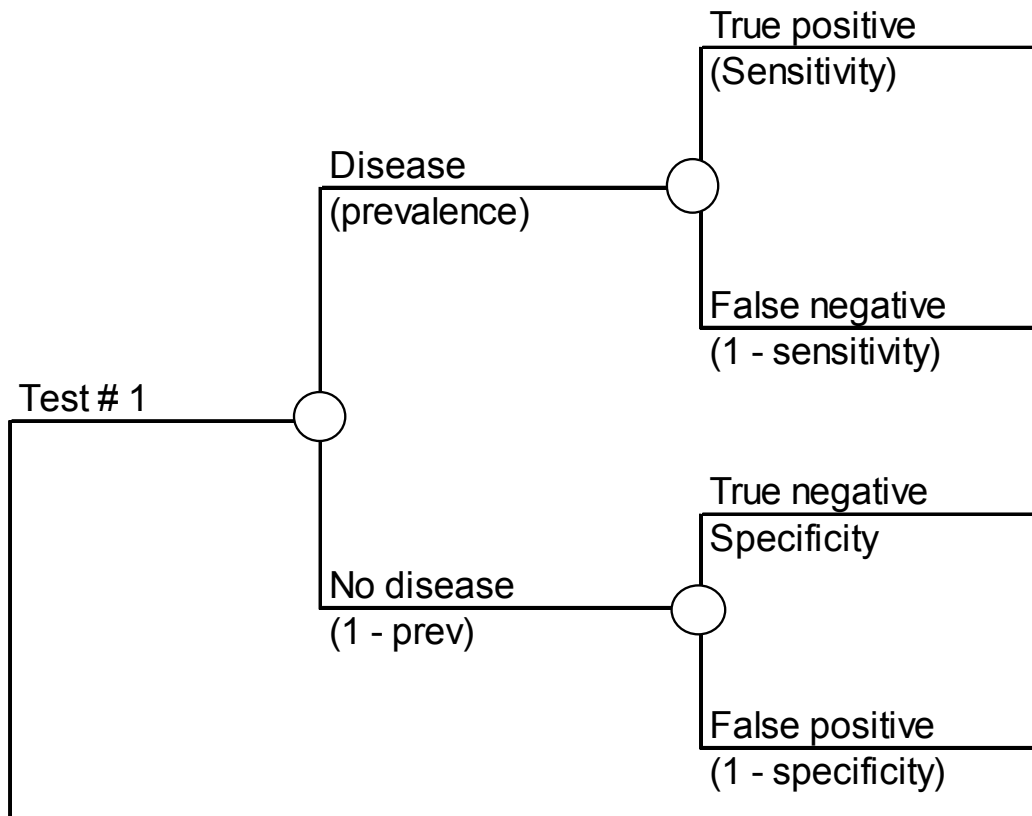 True positive
(Sensitivity)
Disease
(prevalence)
False negative
(1 - sensitivity)
Test # 1
True negative
Specificity
No disease
(1 - prev)
False positive
(1 - specificity)